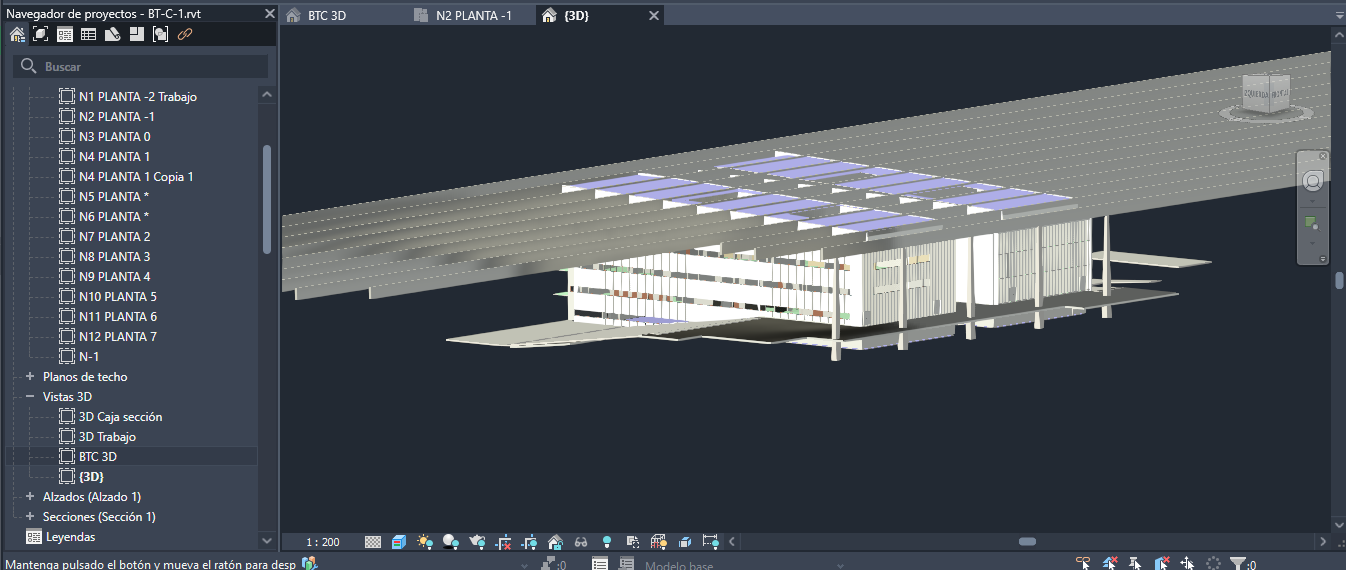 Navegador de proyectos - BT-C-1.rvt
BTC 3D
N2 PLANTA -1
{3D}
Buscar
N1 PLANTA -2 Trabajo
N2 PLANTA -1
N3 PLANTA 0
N4 PLANTA 1
N4 PLANTA 1 Copia 1
N5 PLANTA *
N6 PLANTA *
N7 PLANTA 2
N8 PLANTA 3
N9 PLANTA 4
N10 PLANTA 5
N11 PLANTA 6
N12 PLANTA 7
N-1
Planos de techo
Vistas 3D
3D Caja sección
3D Trabajo
BTC 3D
{3D}
Alzados (Alzado 1)
Secciones (Sección 1)
Leyendas
IZQUIERDA
1 : 200
Mantenga pulsado el botón y mueva el ratón para desp
:0
Modelo base
:0